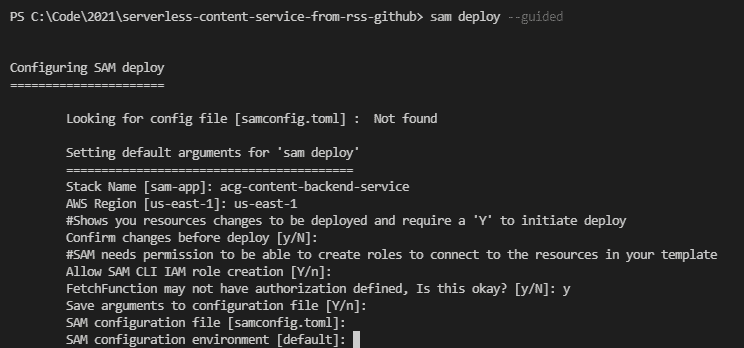 PS C:\Code\2021\serverless-content-service-from-rss-github> sam deploy --guided
Configuring SAM deploy
======================
Looking for config file [samconfig.toml] :  Not found
Setting default arguments for 'sam deploy'
=========================================
Stack Name [sam-app]: acg-content-backend-service
AWS Region [us-east-1]: us-east-1
#Shows you resources changes to be deployed and require a 'Y' to initiate deploy
Confirm changes before deploy [y/N]:
#SAM needs permission to be able to create roles to connect to the resources in your template
Allow SAM CLI IAM role creation [Y/n]:
FetchFunction may not have authorization defined, Is this okay? [y/N]: y
Save arguments to configuration file [Y/n]:
SAM configuration file [samconfig.toml]:
SAM configuration environment [default]: